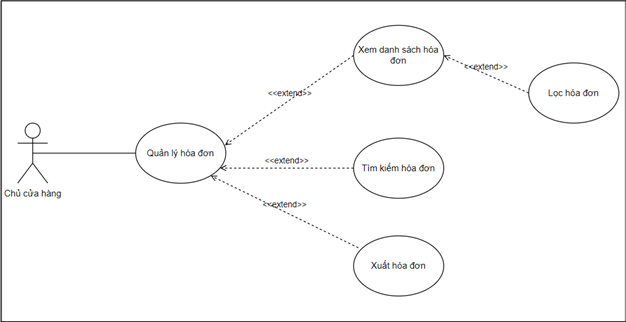 Xem danh sách hóa
đơn
<<extend>>
<<extend>>
Lọc hóa đơn
Chủ cửa hàng
Quản lý hóa đơn
<<extend>>
Tìm kiếm hóa đơn
<<extend>>
Xuất hóa đơn